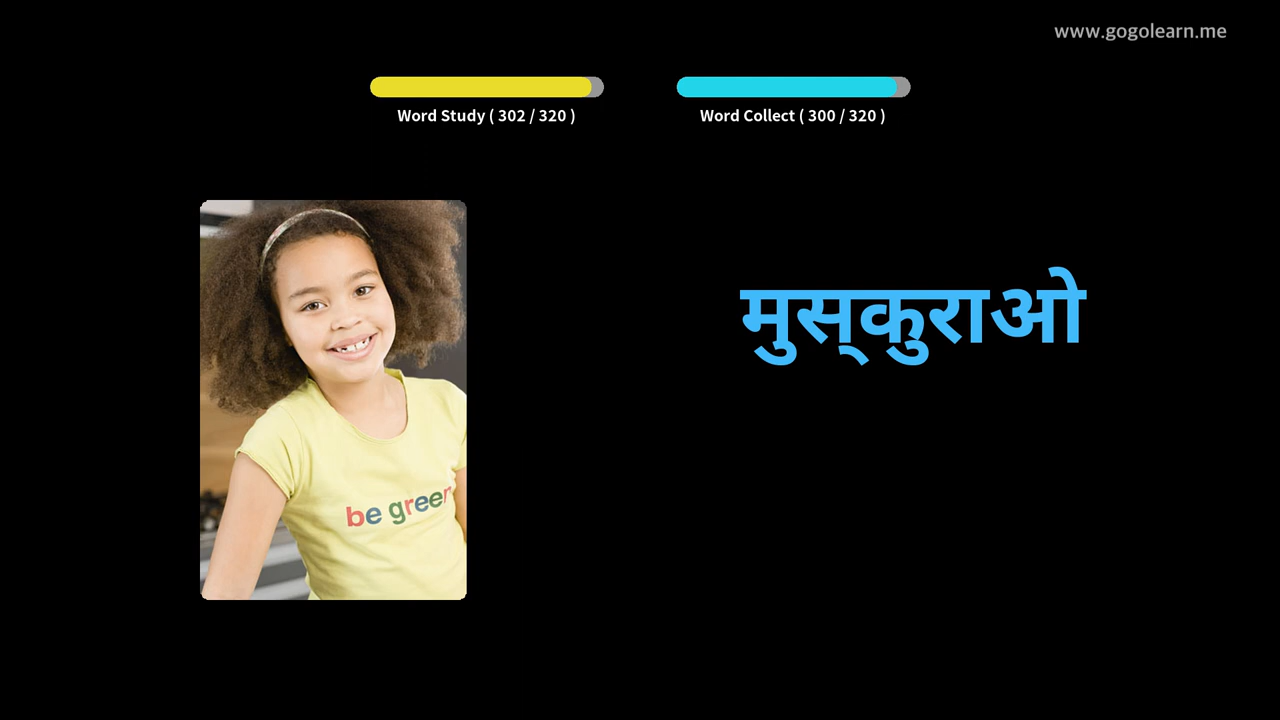 www.gogolearn.me
Word Study ( 302 / 320 )
Word Collect ( 300 / 320 )
मुस्कुराओ
be green